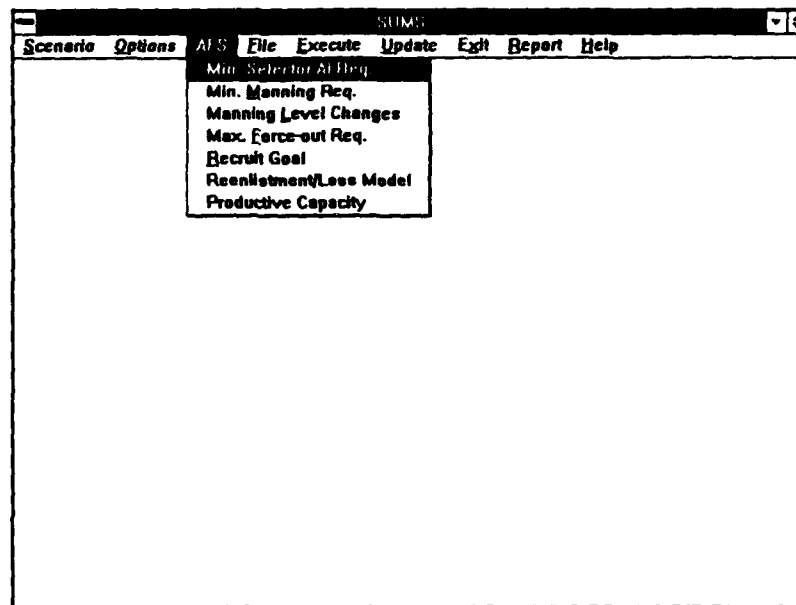 SUMS
Scenario Options AFS File Execute Update Exit Report Help
Min. Selector AI Req.
Min. Manning Req.
Manning Level Changes
Max. Force-out Req.
Recruit Goal
Reenlistment/Loss Model
Productive Capacity